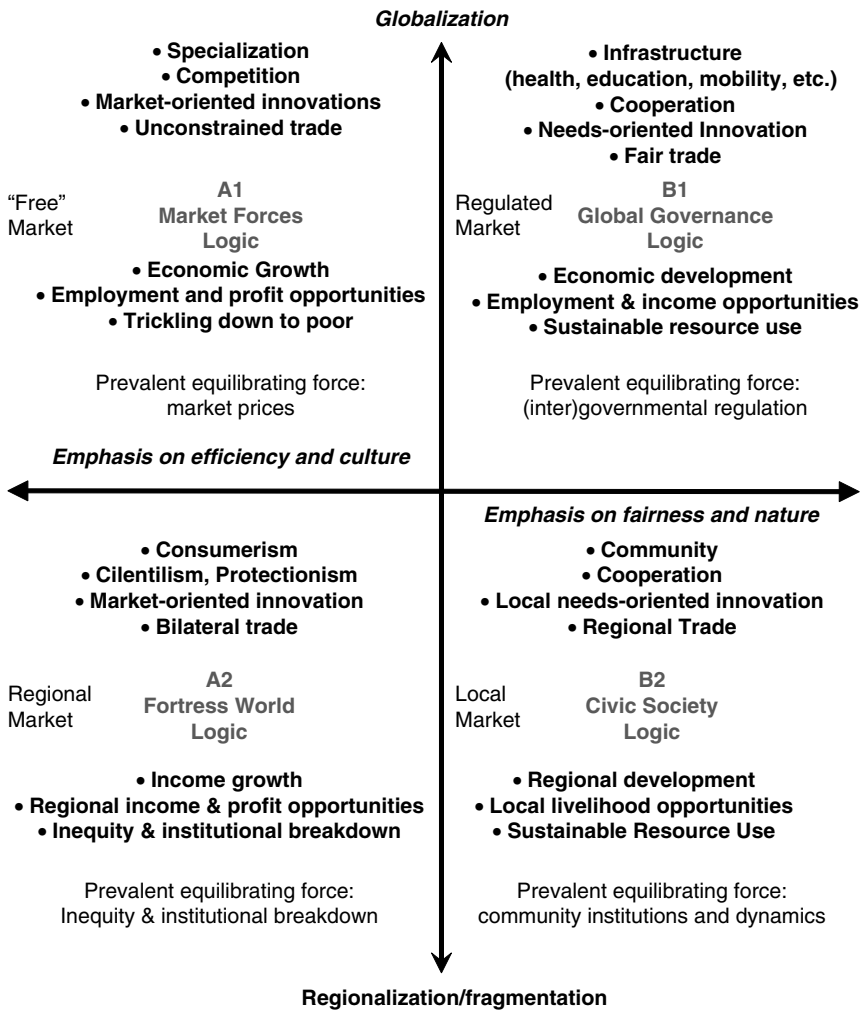 Globalization
• Specialization
• Competition
• Market-oriented innovations
• Unconstrained trade
“Free”
Market
A1
Market Forces
Logic
• Economic Growth
• Employment and profit opportunities
• Trickling down to poor
Prevalent equilibrating force:
market prices
Emphasis on efficiency and culture
• Infrastructure
(health, education, mobility, etc.)
• Cooperation
• Needs-oriented Innovation
• Fair trade
Regulated
Market
B1
Global Governance
Logic
• Economic development
• Employment & income opportunities
• Sustainable resource use
Prevalent equilibrating force:
(inter)governmental regulation
Emphasis on fairness and nature
• Consumerism
• Cilentilism, Protectionism
• Market-oriented innovation
• Bilateral trade
Regional
Market
A2
Fortress World
Logic
• Income growth
• Regional income & profit opportunities
• Inequity & institutional breakdown
Prevalent equilibrating force:
Inequity & institutional breakdown
• Community
• Cooperation
• Local needs-oriented innovation
• Regional Trade
Local
Market
B2
Civic Society
Logic
• Regional development
• Local livelihood opportunities
• Sustainable Resource Use
Prevalent equilibrating force:
community institutions and dynamics
Regionalization/fragmentation